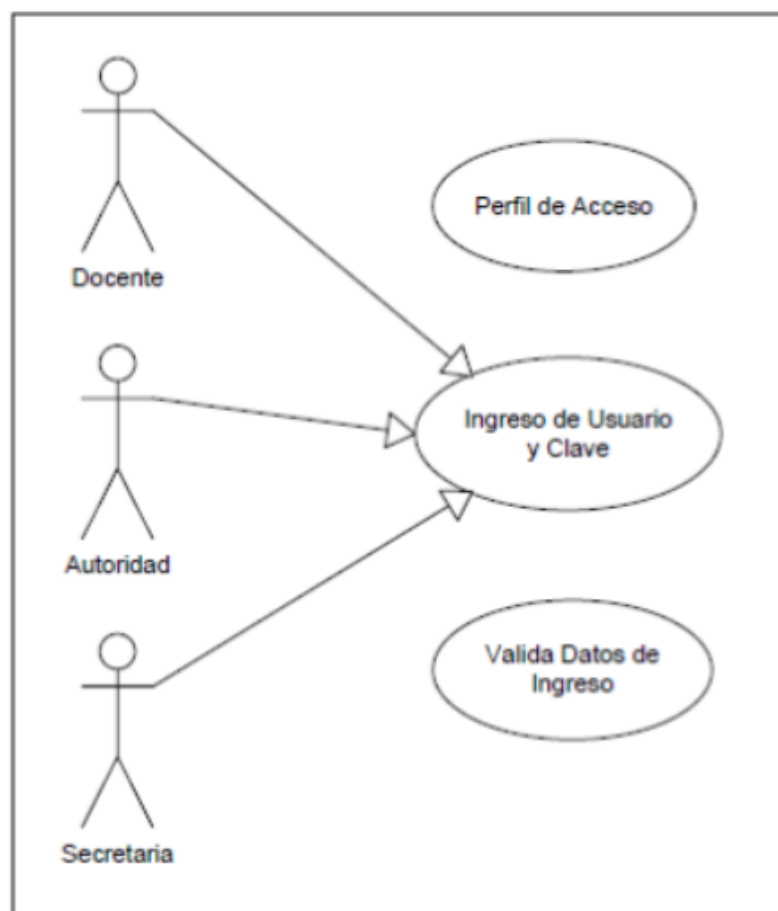 Perfil de Acceso
Docente
Ingreso de Usuario
y Clave
Autoridad
Valida Datos de
Ingreso
Secretaria